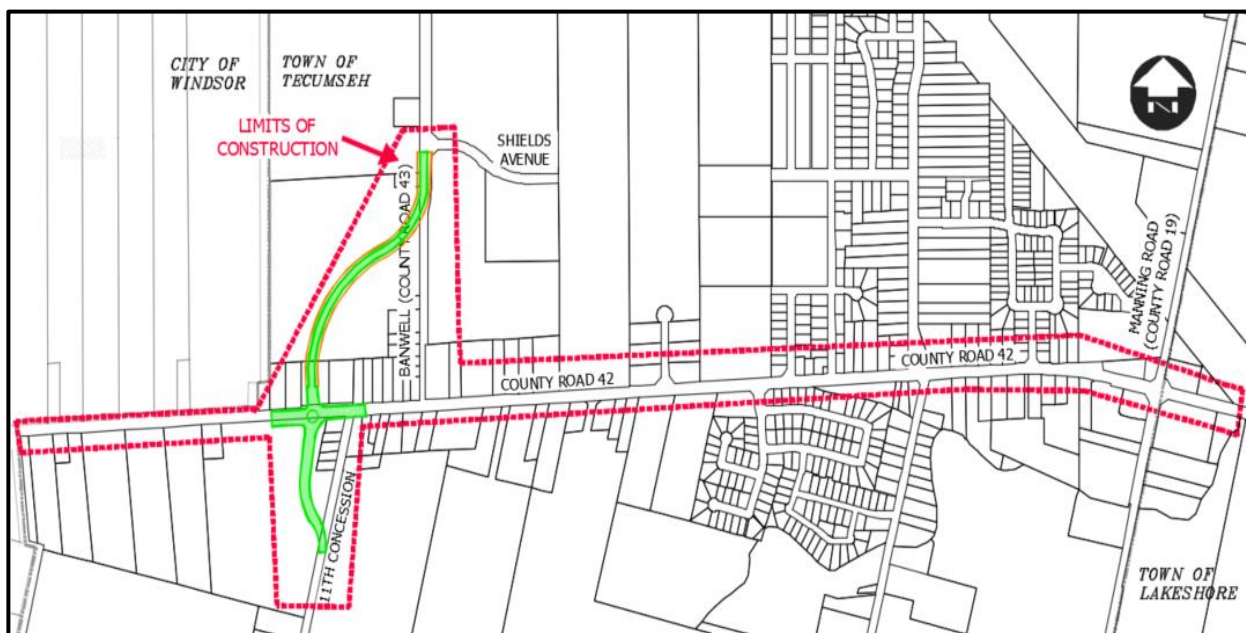 CITY OF
WINDSOR
TOWN OF
TECUMSEH
LIMITS OF
CONSTRUCTION
SHIELDS
AVENUE
BANWELL (COUNTY ROAD 43)
MANNING ROAD
(COUNTY ROAD 19)
COUNTY ROAD 42
COUNTY ROAD 42
11TH CONCESSION
TOWN OF
LAKESHORE
N